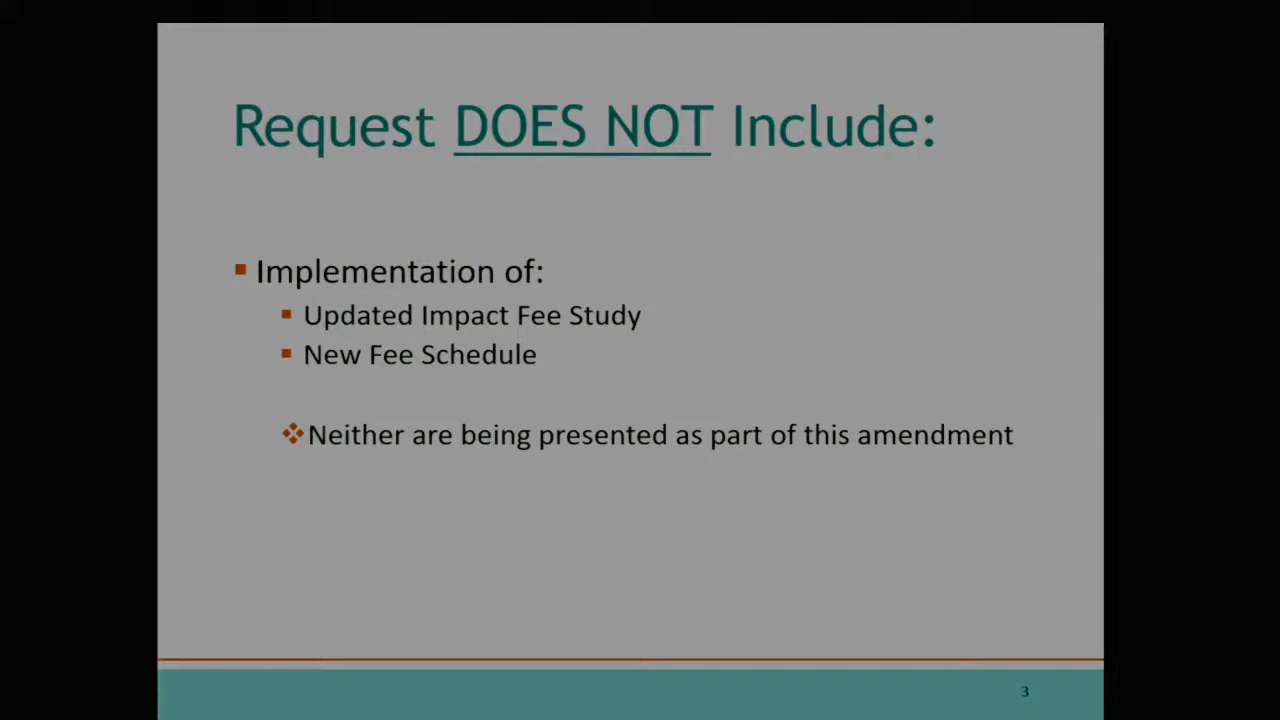 Request DOES NOT Include:
Implementation of:
Updated Impact Fee Study
New Fee Schedule
Neither are being presented as part of this amendment
3